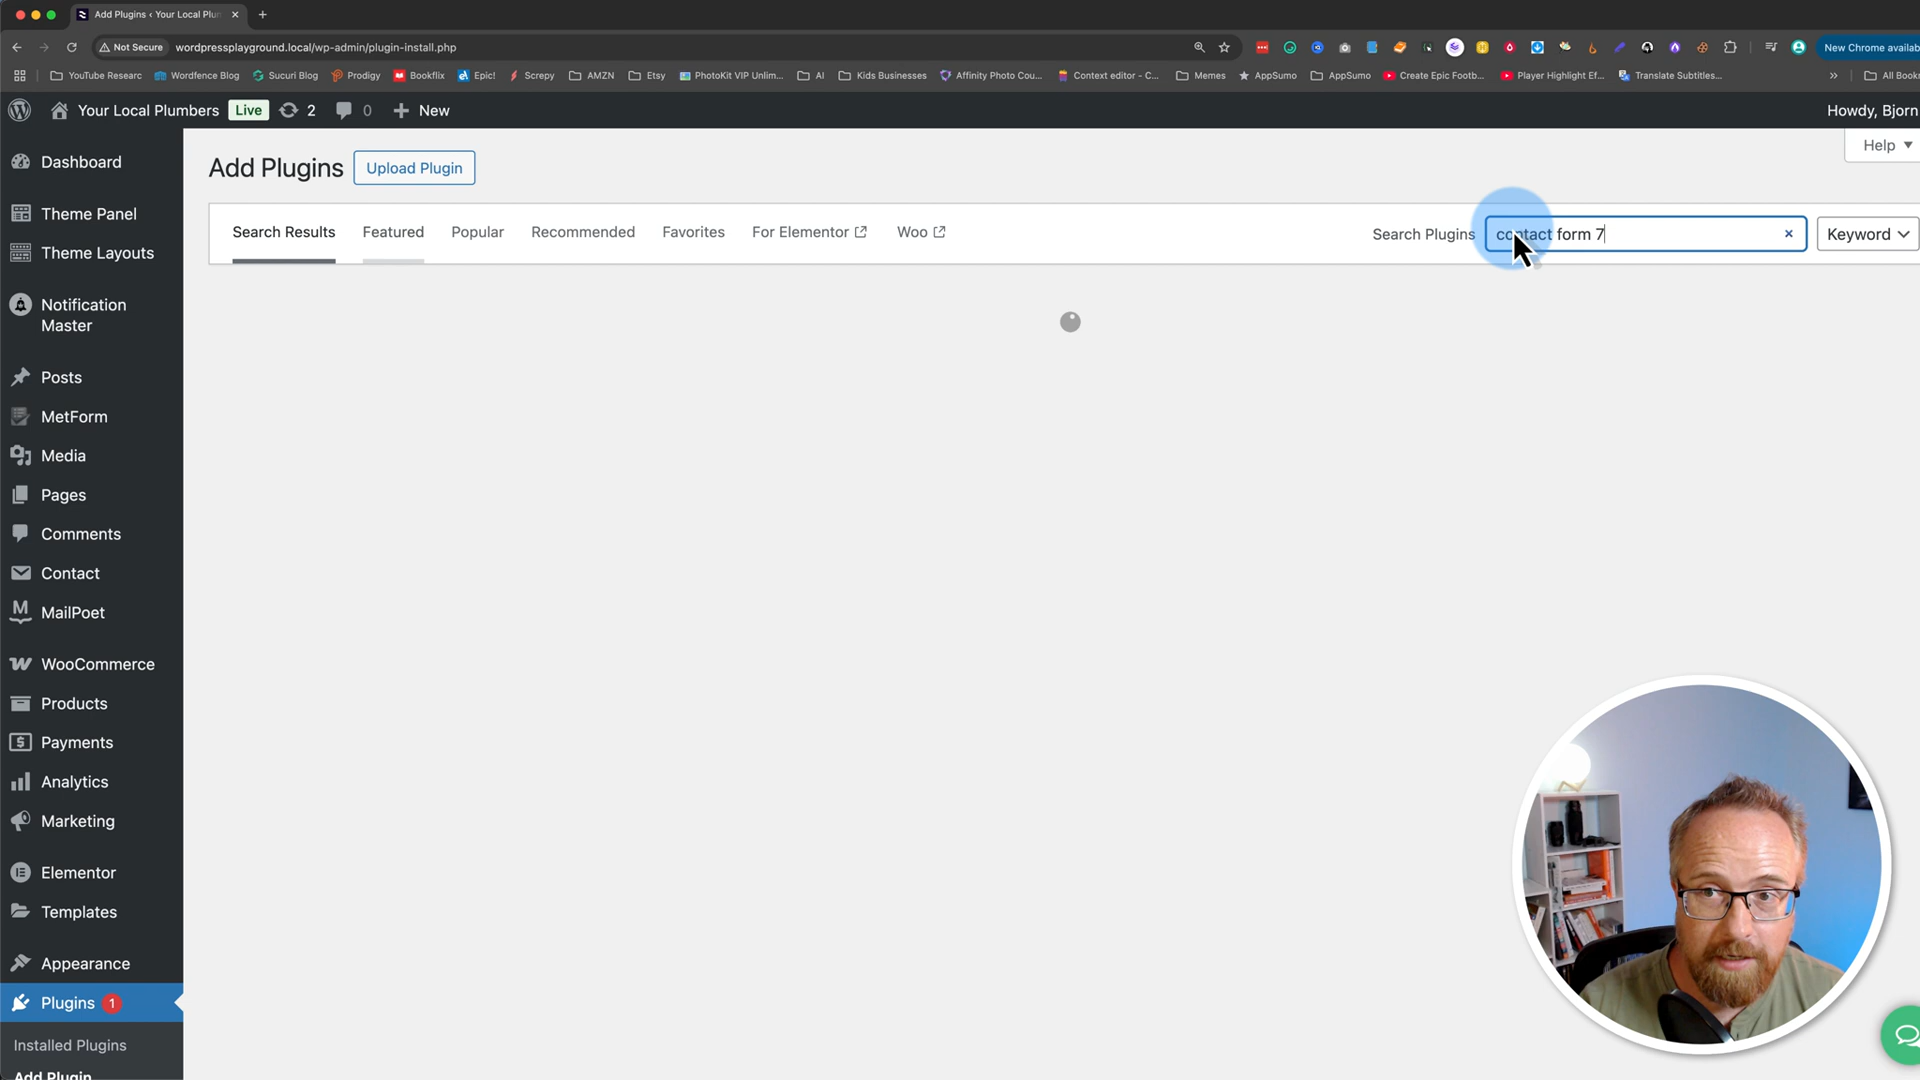 Add Plugins ‹ Your Local Plun
Not Secure
wordpressplayground.local/wp-admin/plugin-install.php
New Chrome availab
YouTube Researc
Wordfence Blog
Sucuri Blog
Prodigy
Bookflix
Epic!
Screpy
AMZN
Etsy
PhotoKit VIP Unlim...
AI
Kids Businesses
Affinity Photo Cou...
Context editor - C...
Memes
AppSumo
AppSumo
Create Epic Footb...
Player Highlight Ef...
Translate Subtitles...
All Book
Your Local Plumbers
Live
2
0
New
Howdy, Bjorn
Help
Add Plugins
Upload Plugin
Search Results
Featured
Popular
Recommended
Favorites
For Elementor
Woo
Search Plugins
contact form 7
Keyword
Dashboard
Theme Panel
Theme Layouts
Notification
Master
Posts
MetForm
Media
Pages
Comments
Contact
MailPoet
WooCommerce
Products
Payments
Analytics
Marketing
Elementor
Templates
Appearance
Plugins 1
Installed Plugins
Add Plugin